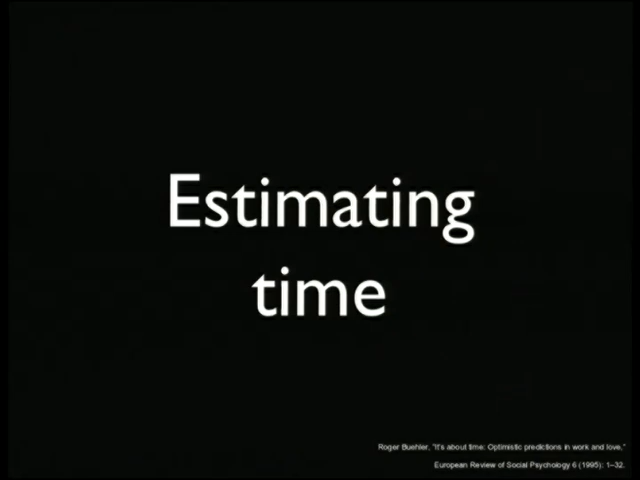 Estimating
time
Roger Buehler, "It's about time: Optimistic predictions in work and love,"
European Review of Social Psychology 6 (1995): 1–32.